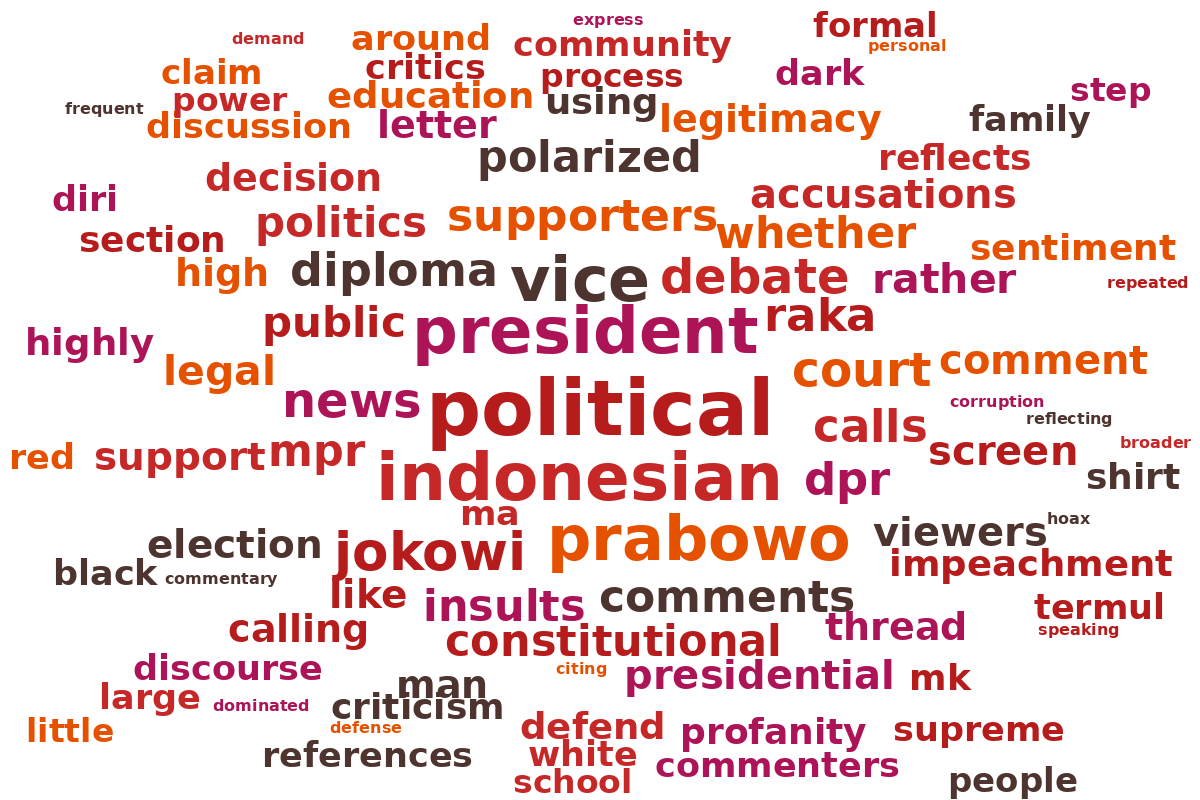 express
formal
demand
around
community
personal
critics
claim
process
dark
step
power
education
using
frequent
discussion
letter
legitimacy
family
polarized
reflects
decision
diri
accusations
politics
supporters
section
whether
sentiment
high
diploma
vice
debate
rather
repeated
public
president
raka
highly
legal
court
comment
news
political
corruption
calls
reflecting
broader
red
support
mpr
screen
indonesian
dpr
shirt
ma
hoax
election
jokowi
prabowo
viewers
black
commentary
impeachment
like
insults
comments
termul
calling
constitutional
thread
speaking
discourse
citing
presidential
mk
man
large
dominated
criticism
little
defense
defend
profanity
supreme
references
white
commenters
school
people